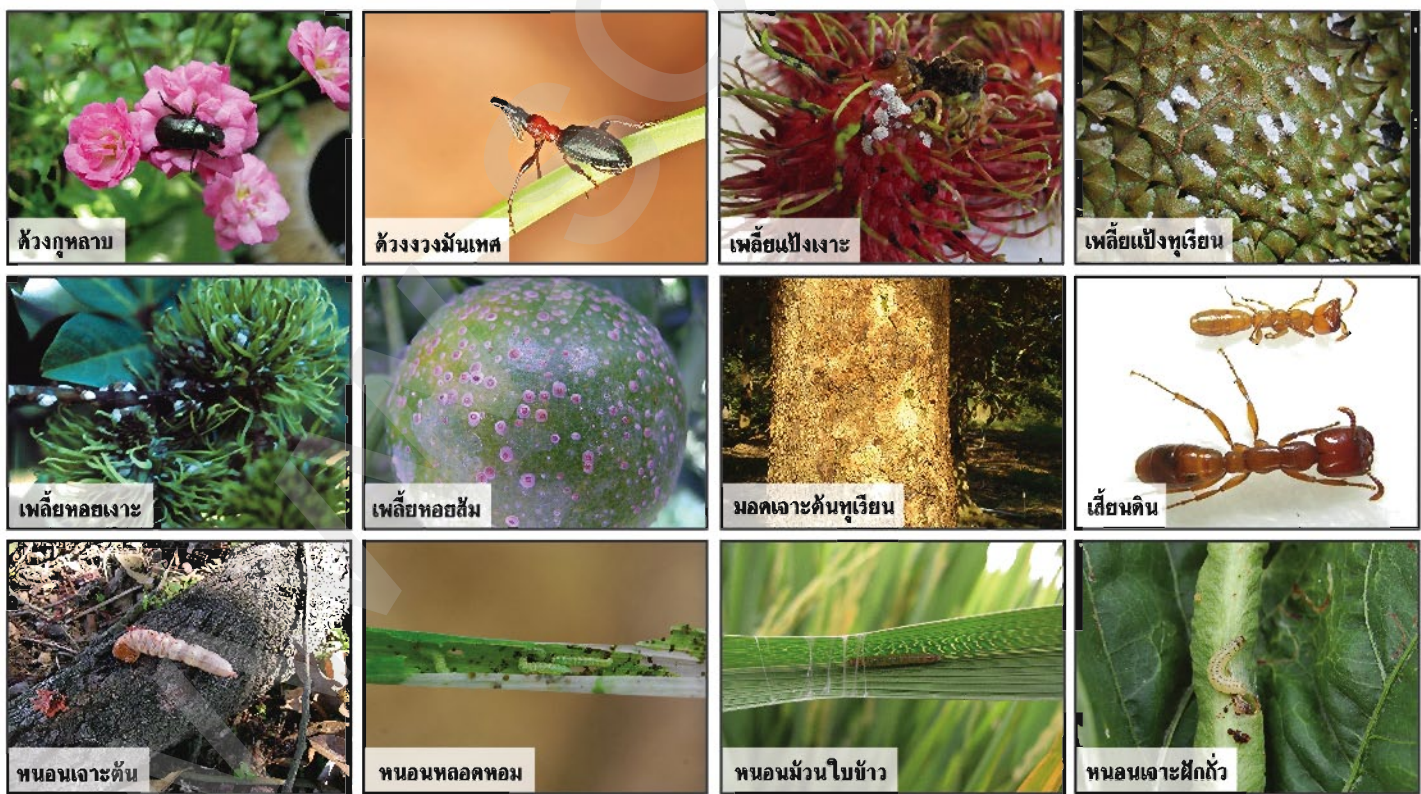 ด้วงกุหลาบ
ด้วงงวงมันเทศ
เพลี้ยแป้งเงาะ
เพลี้ยแป้งทุเรียน
เพลี้ยหอยเงาะ
เพลี้ยหอยส้ม
มอดเจาะต้นทุเรียน
เสี้ยนดิน
หนอนเจาะต้น
หนอนหลอดหอม
หนอนม้วนใบข้าว
หนอนเจาะฝักถั่ว